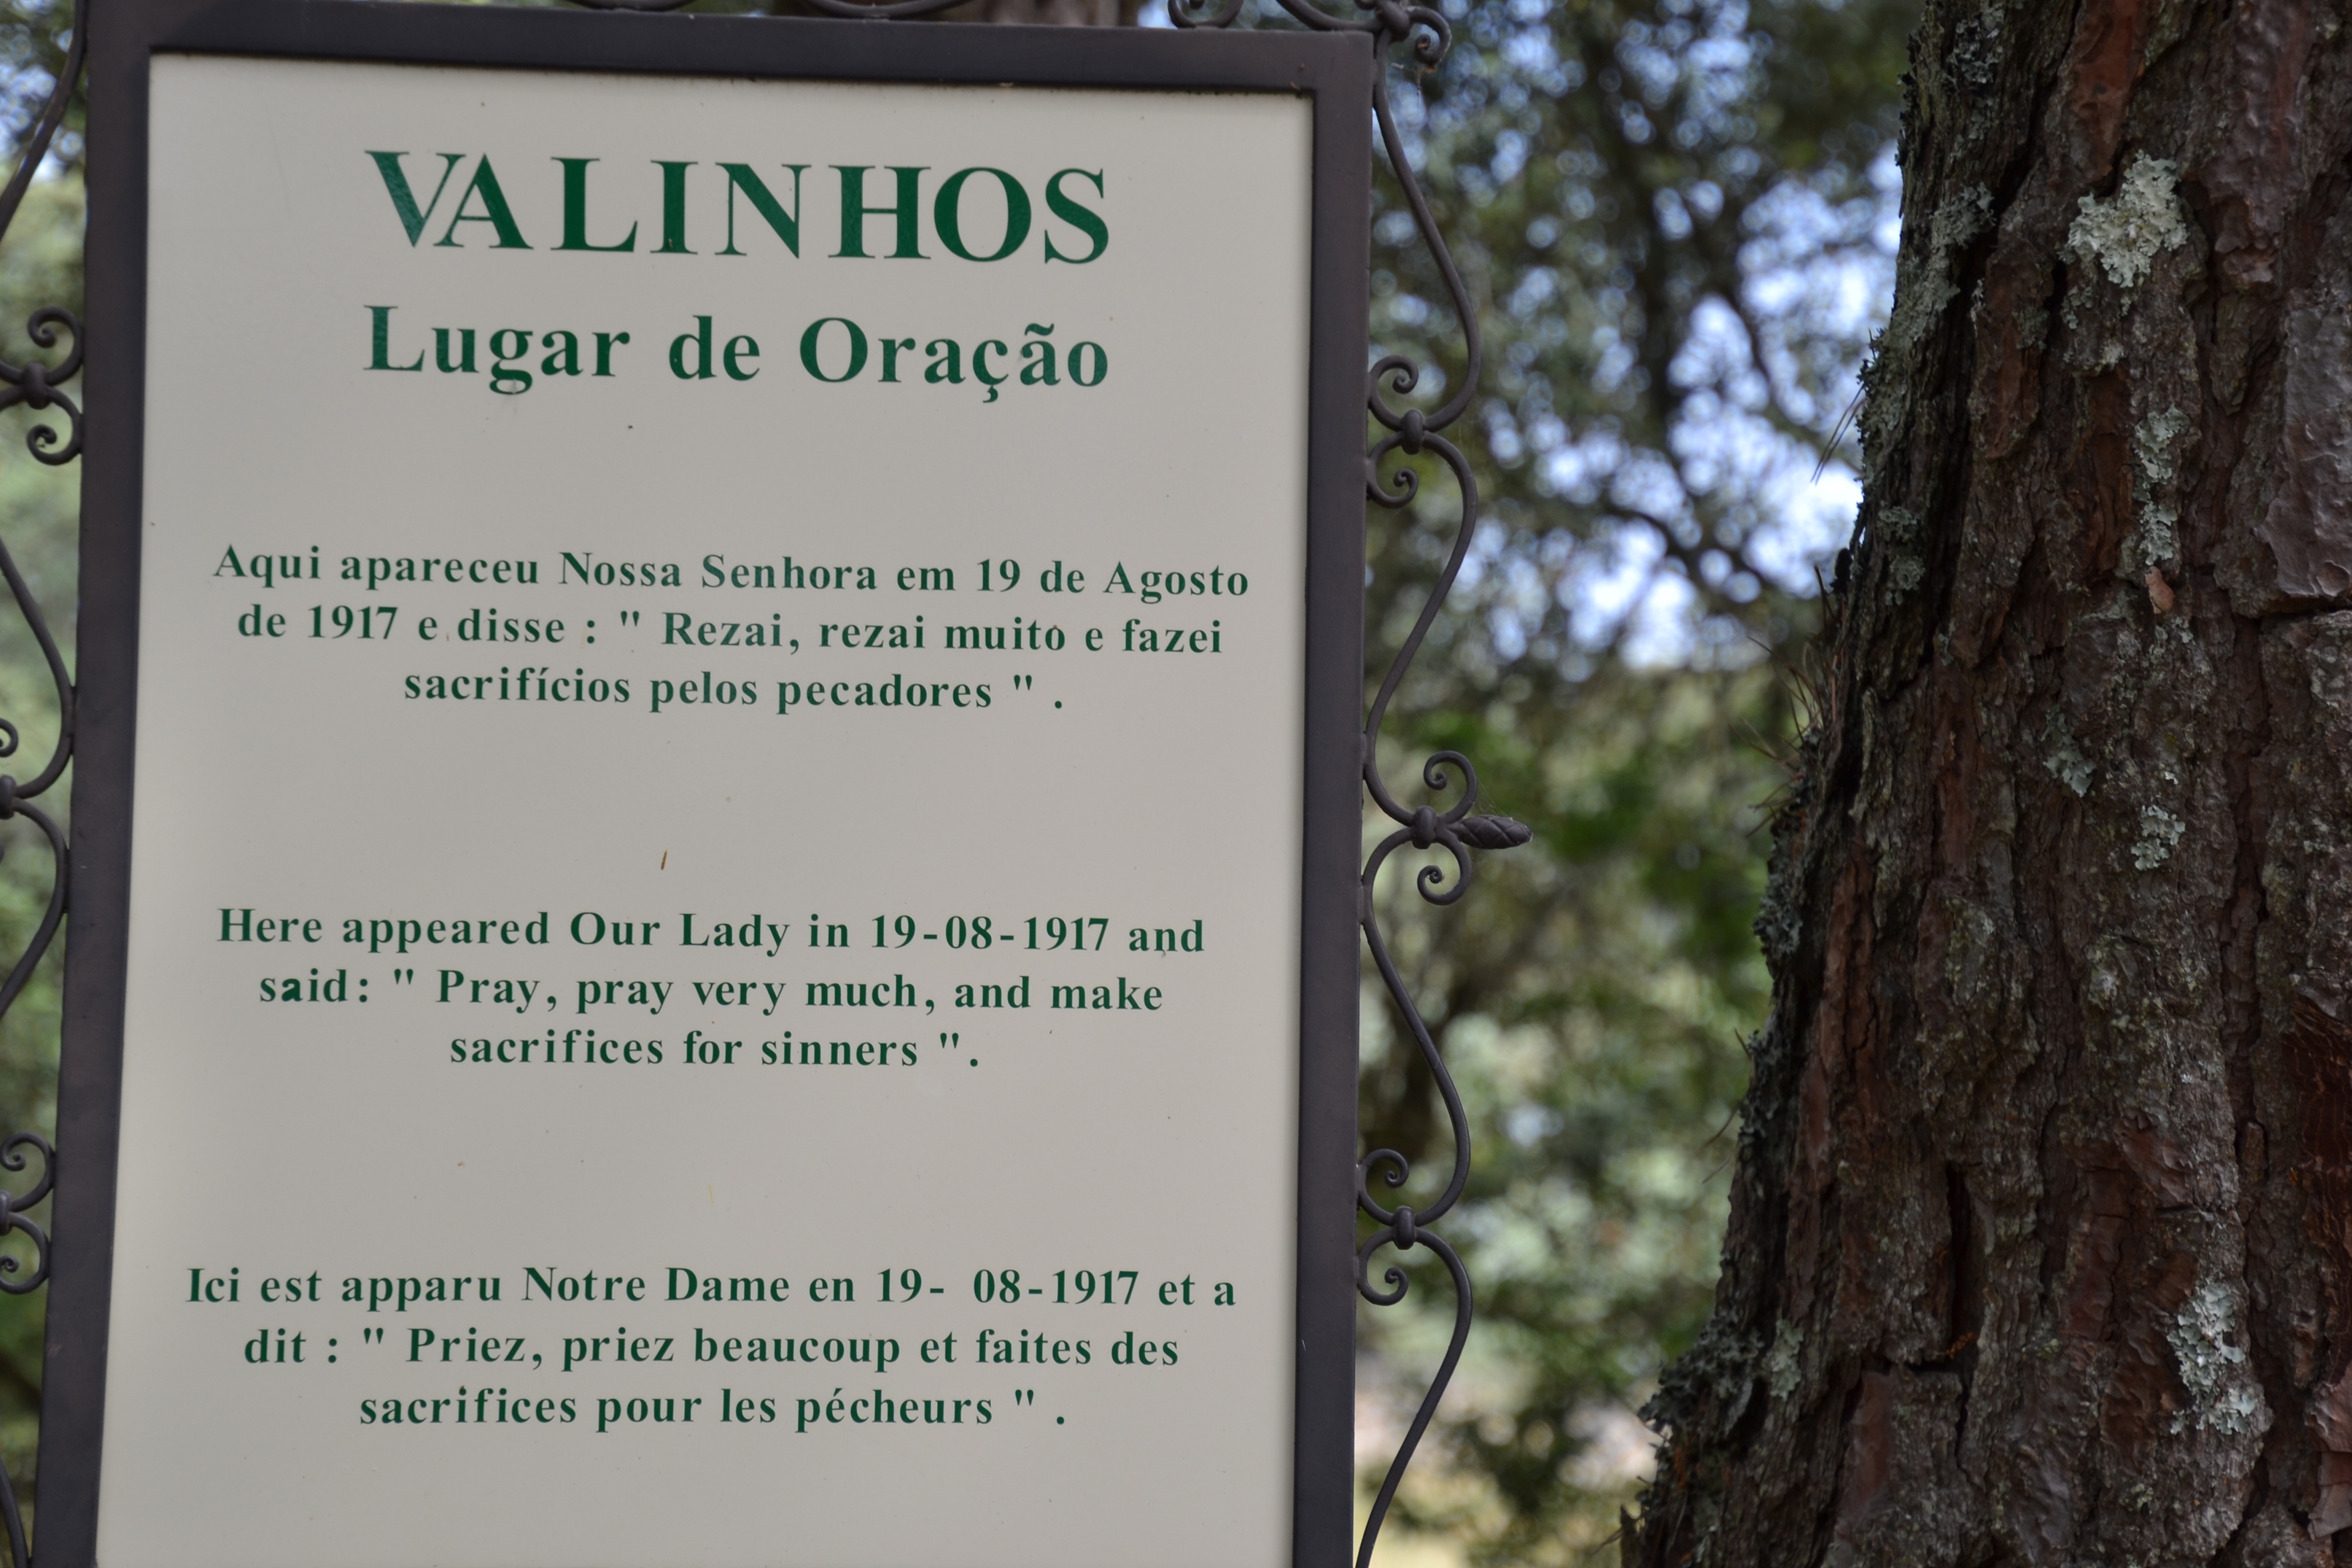 VALINHOS
Lugar de Oração
Aqui apareceu Nossa Senhora em 19 de Agosto
de 1917 e disse : " Rezai, rezai muito e fazei
sacrifícios pelos pecadores " .
Here appeared Our Lady in 19-08-1917 and
said: " Pray, pray very much, and make
sacrifices for sinners ".
Ici est apparu Notre Dame en 19- 08-1917 et a
dit : " Priez, priez beaucoup et faites des
sacrifices pour les pécheurs " .